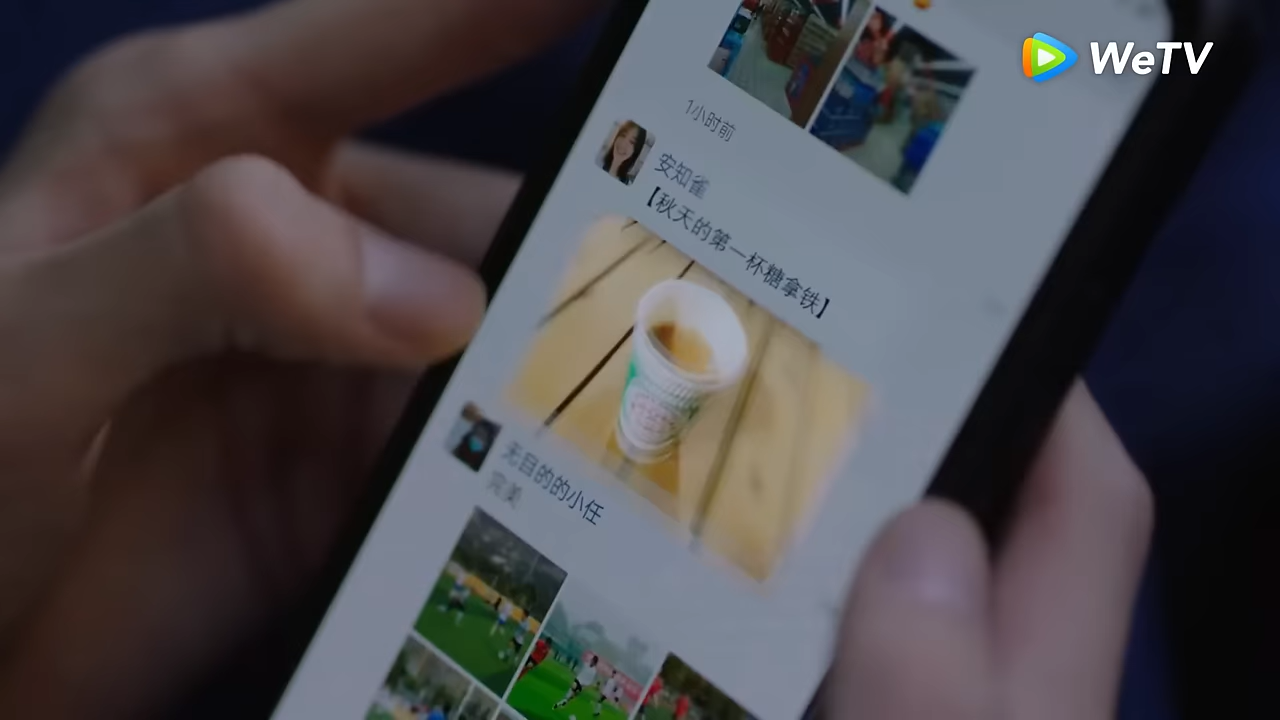 WeTV
1小时前
安知雀
【秋天的第一杯糖拿铁】
无目的的小任
完美